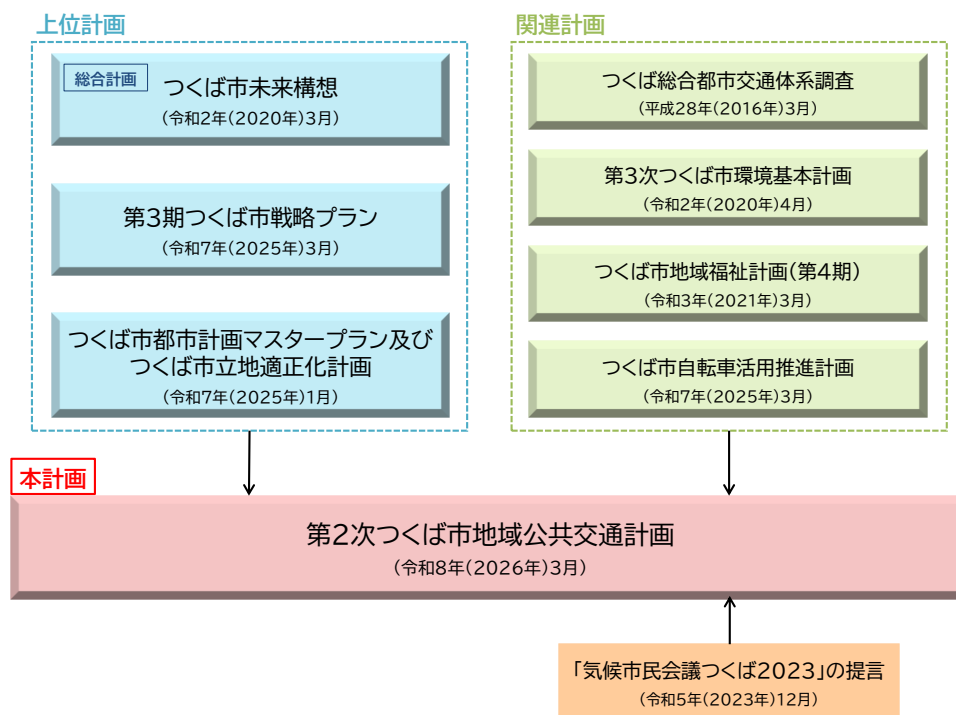 上位計画
総合計画
つくば市未来構想
(令和2年(2020年)3月)
第3期つくば市戦略プラン
(令和7年(2025年)3月)
つくば市都市計画マスタープラン及び
つくば市立地適正化計画
(令和7年(2025年)1月)
関連計画
つくば総合都市交通体系調査
(平成28年(2016年)3月)
第3次つくば市環境基本計画
(令和2年(2020年)4月)
つくば市地域福祉計画(第4期)
(令和3年(2021年)3月)
つくば市自転車活用推進計画
(令和7年(2025年)3月)
本計画
第2次つくば市地域公共交通計画
(令和8年(2026年)3月)
「気候市民会議つくば2023」の提言
(令和5年(2023年)12月)